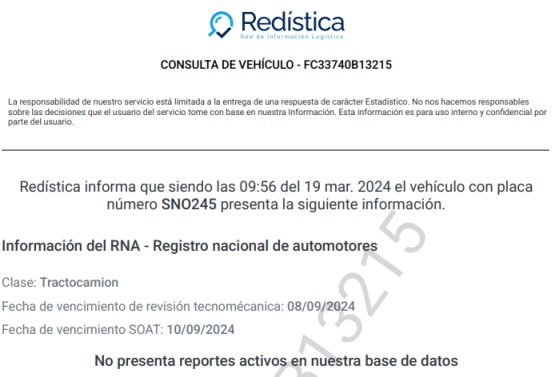 Redística
Red de Información Logística
CONSULTA DE VEHÍCULO - FC33740B13215
La responsabilidad de nuestro servicio está limitada a la entrega de una respuesta de carácter Estadístico. No nos hacemos responsables
sobre las decisiones que el usuario del servicio tome con base en nuestra Información. Esta información es para uso interno y confidencial por
parte del usuario.
Redística informa que siendo las 09:56 del 19 mar. 2024 el vehículo con placa
número SNO245 presenta la siguiente información.
Información del RNA - Registro nacional de automotores
Clase: Tractocamion
Fecha de vencimiento de revisión tecnomécanica: 08/09/2024
Fecha de vencimiento SOAT: 10/09/2024
No presenta reportes activos en nuestra base de datos